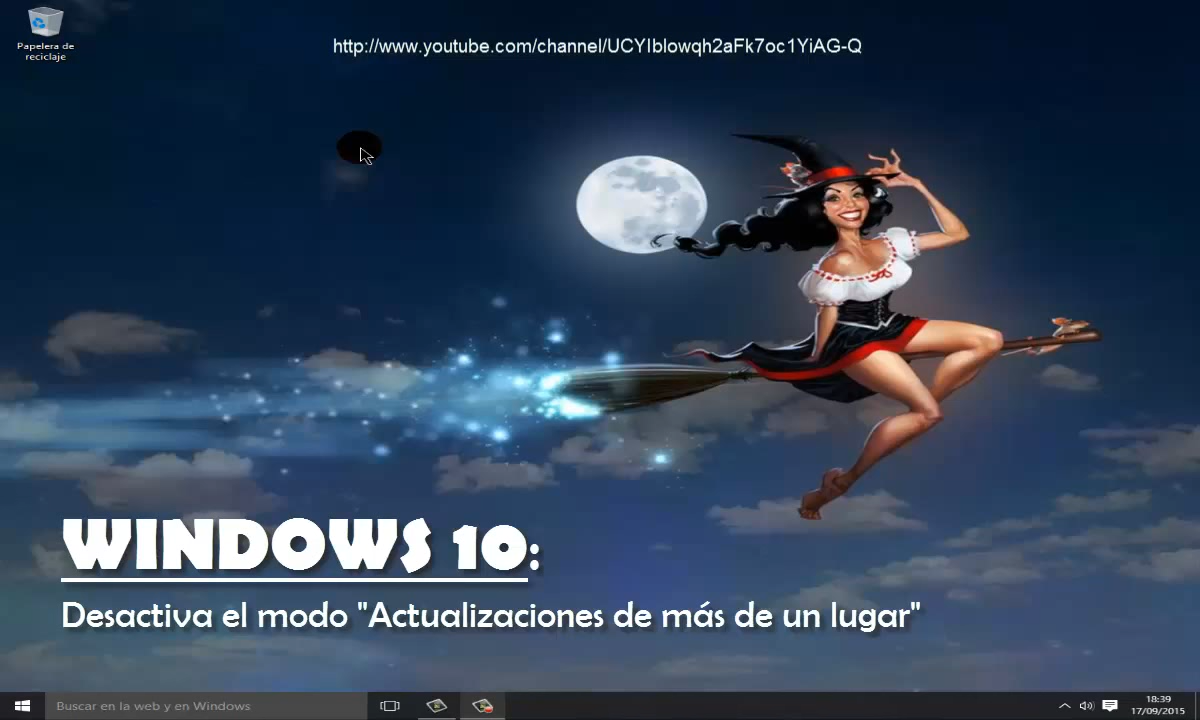 Papelera de
reciclaje
http://www.youtube.com/channel/UCYIblowqh2aFk7oc1YiAG-Q
WINDOWS 10:
Desactiva el modo "Actualizaciones de más de un lugar"
Buscar en la web y en Windows
18:39
17/09/2015